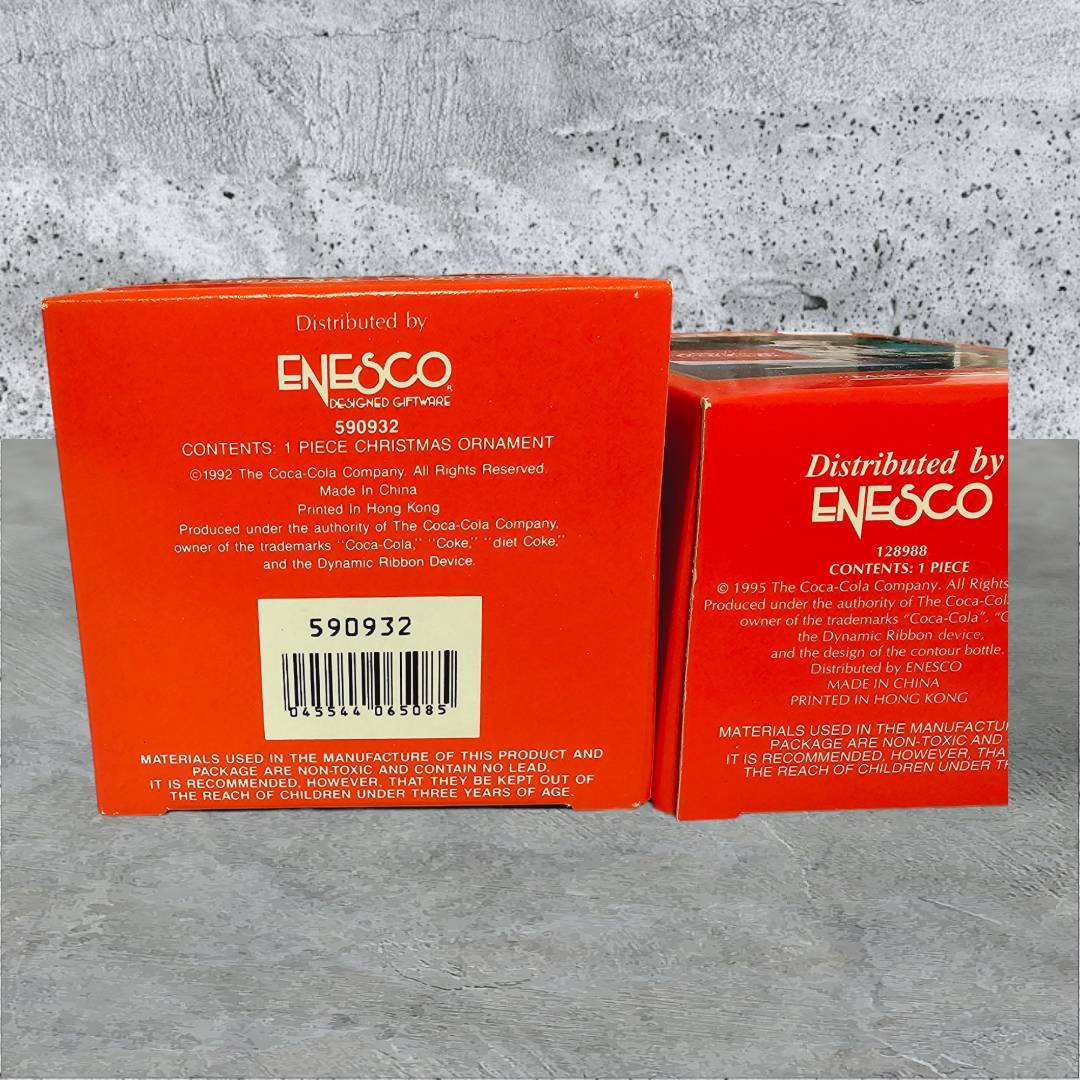 Distributed by
ENESCO®
DESIGNED GIFTWARE
590932
CONTENTS: 1 PIECE CHRISTMAS ORNAMENT
©1992 The Coca-Cola Company. All Rights Reserved.
Made In China
Printed In Hong Kong
Produced under the authority of The Coca-Cola Company,
owner of the trademarks "Coca-Cola," "Coke," "diet Coke,"
and the Dynamic Ribbon Device.
590932
045544 065085
MATERIALS USED IN THE MANUFACTURE OF THIS PRODUCT AND
PACKAGE ARE NON-TOXIC AND CONTAIN NO LEAD.
IT IS RECOMMENDED, HOWEVER, THAT THEY BE KEPT OUT OF
THE REACH OF CHILDREN UNDER THREE YEARS OF AGE.
Distributed by
ENESCO
128988
CONTENTS: 1 PIECE
© 1995 The Coca-Cola Company. All Rights
Produced under the authority of The Coca-Col
owner of the trademarks "Coca-Cola", "C
the Dynamic Ribbon device,
and the design of the contour bottle.
Distributed by ENESCO
MADE IN CHINA
PRINTED IN HONG KONG
MATERIALS USED IN THE MANUFACTU
PACKAGE ARE NON-TOXIC AND
IT IS RECOMMENDED, HOWEVER, THA
THE REACH OF CHILDREN UNDER TH